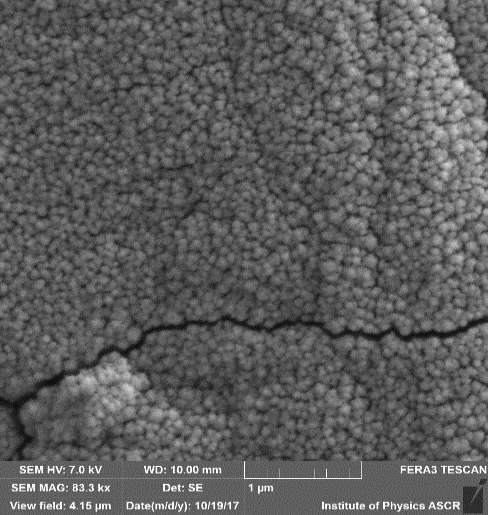 SEM HV: 7.0 kV WD: 10.00 mm FERA3 TESCAN
SEM MAG: 83.3 kx Det: SE 1 µm
View field: 4.15 µm Date(m/d/y): 10/19/17 Institute of Physics ASCR